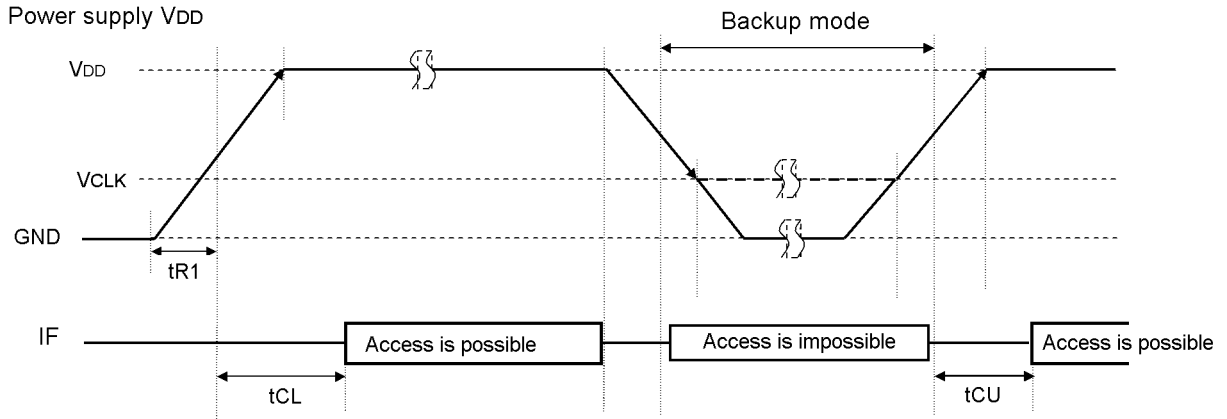 Power supply VDD
Backup mode
VDD
VCLK
GND
tR1
IF
Access is possible
Access is impossible
Access is possible
tCL
tCU